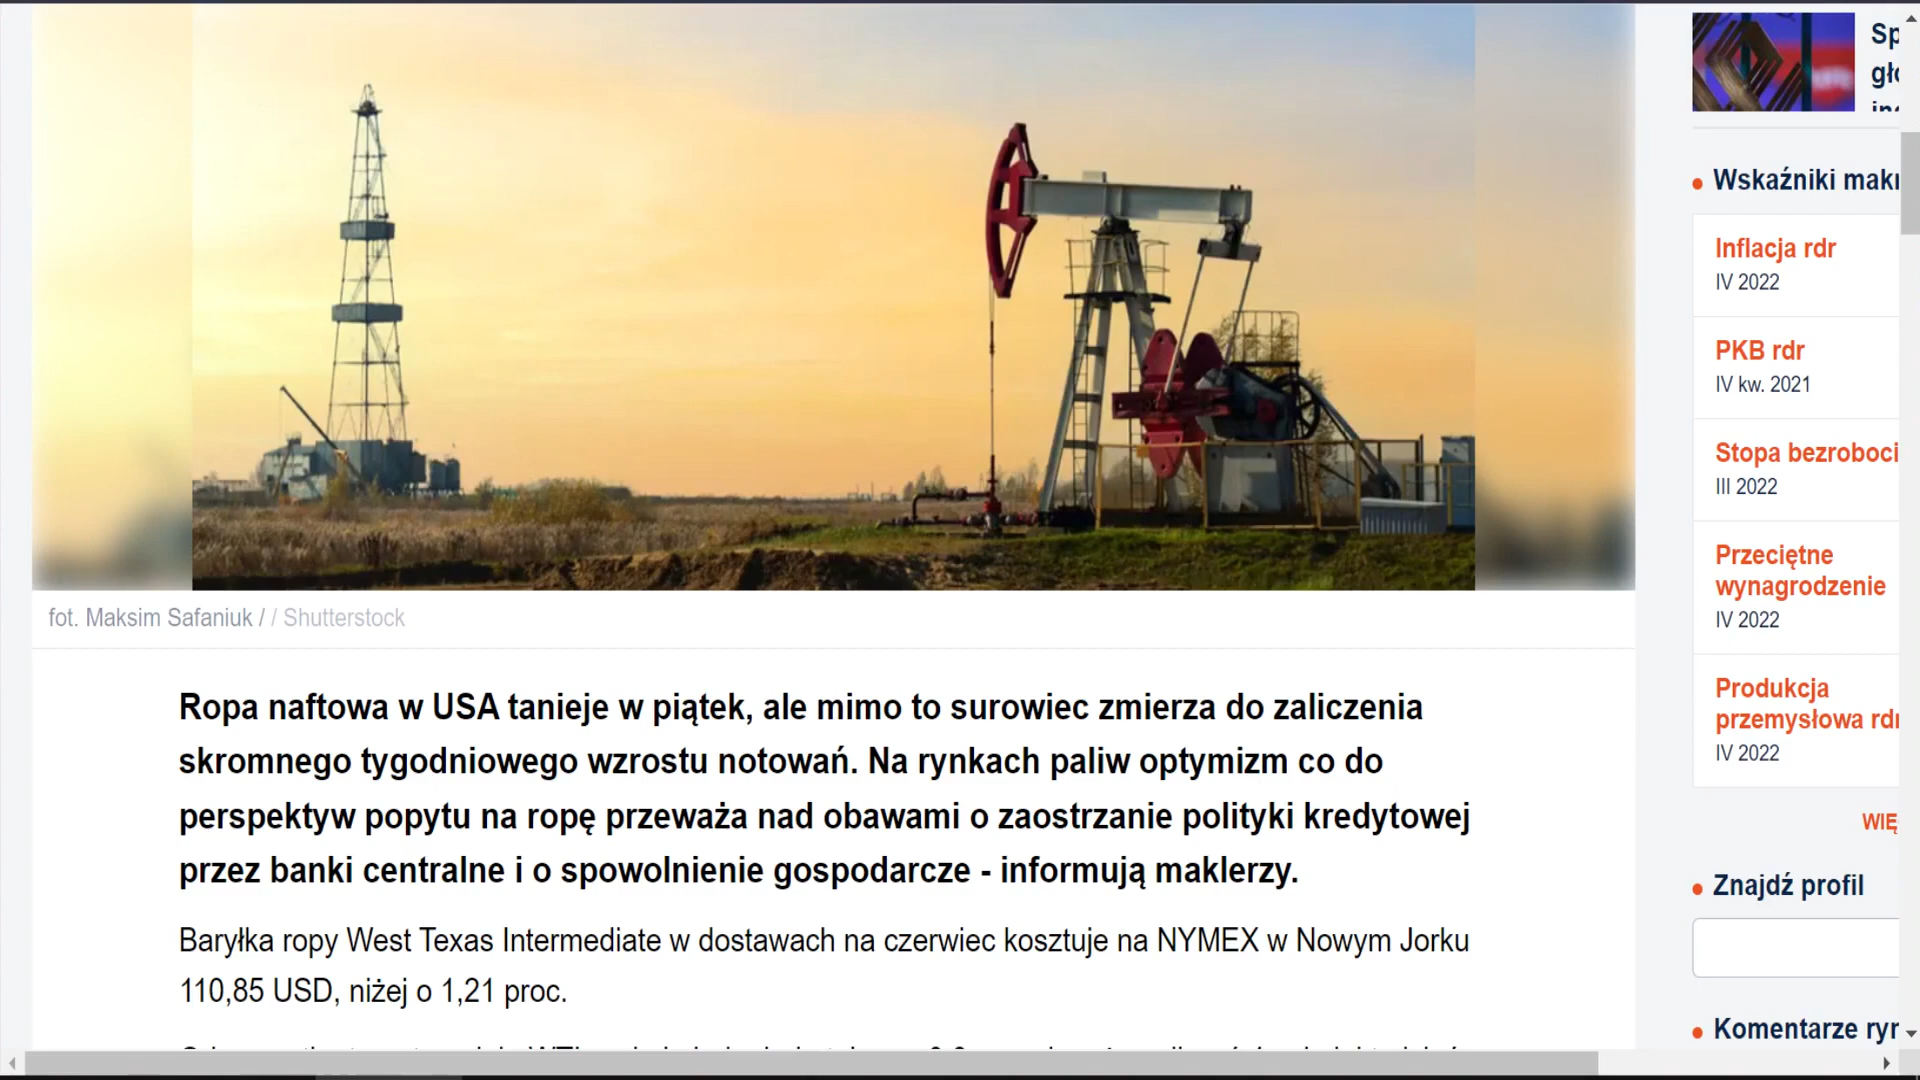 fot. Maksim Safaniuk / / Shutterstock
Ropa naftowa w USA tanieje w piątek, ale mimo to surowiec zmierza do zaliczenia
skromnego tygodniowego wzrostu notowań. Na rynkach paliw optymizm co do
perspektyw popytu na ropę przeważa nad obawami o zaostrzanie polityki kredytowej
przez banki centralne i o spowolnienie gospodarcze - informują maklerzy.
Baryłka ropy West Texas Intermediate w dostawach na czerwiec kosztuje na NYMEX w Nowym Jorku
110,85 USD, niżej o 1,21 proc.
Sp
Wskaźniki makr
Inflacja rdr
IV 2022
PKB rdr
IV kw. 2021
Stopa bezroboci
III 2022
Przeciętne
wynagrodzenie
IV 2022
Produkcja
przemysłowa rdr
IV 2022
WIĘ
Znajdź profil
Komentarze ryn